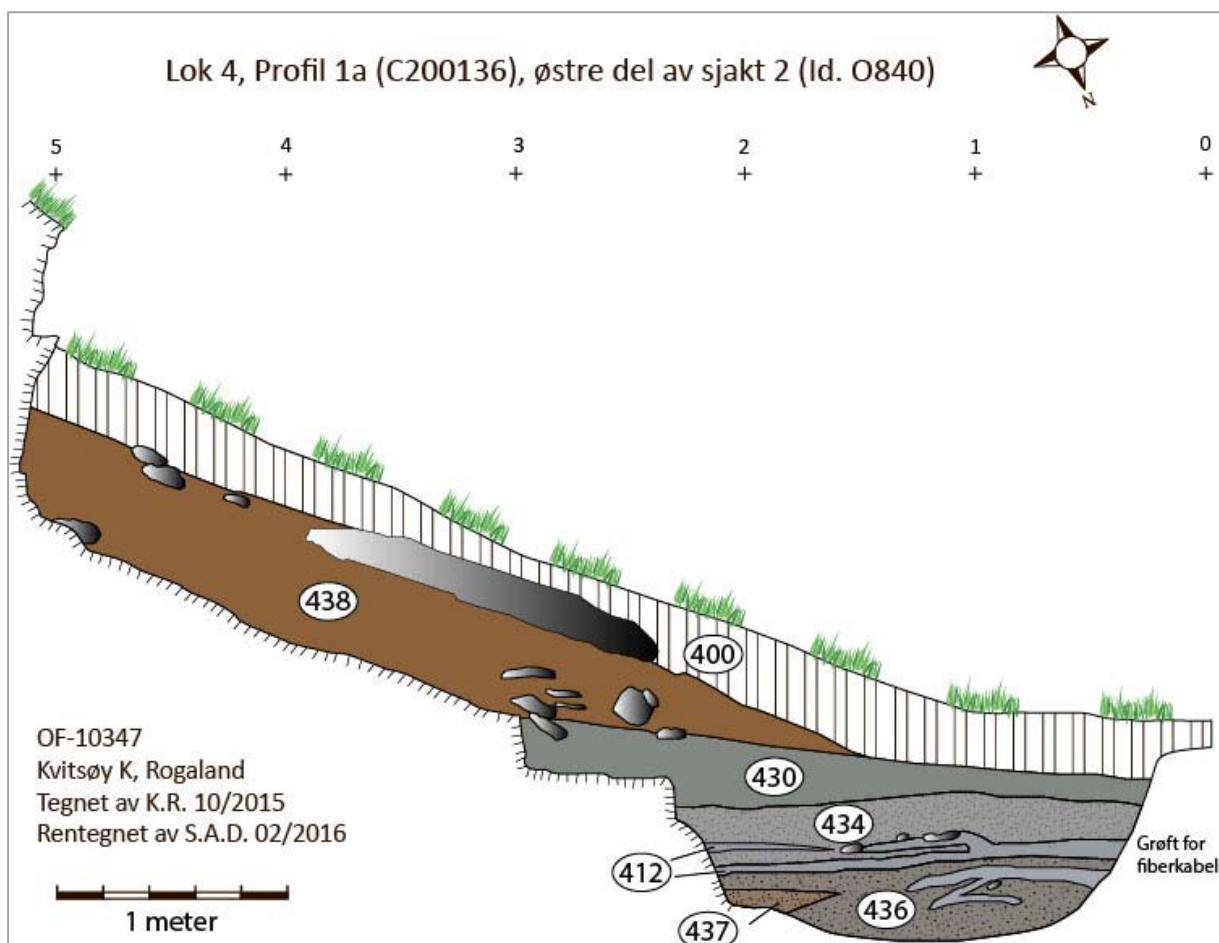 Lok 4, Profil 1a (C200136), østre del av sjakt 2 (Id. O840)
N
5 4 3 2 1 0
438
400
430
434
412
436
437
Grøft for
fiberkabel
OF-10347
Kvitsøy K, Rogaland
Tegnet av K.R. 10/2015
Rentegnet av S.A.D. 02/2016
1 meter